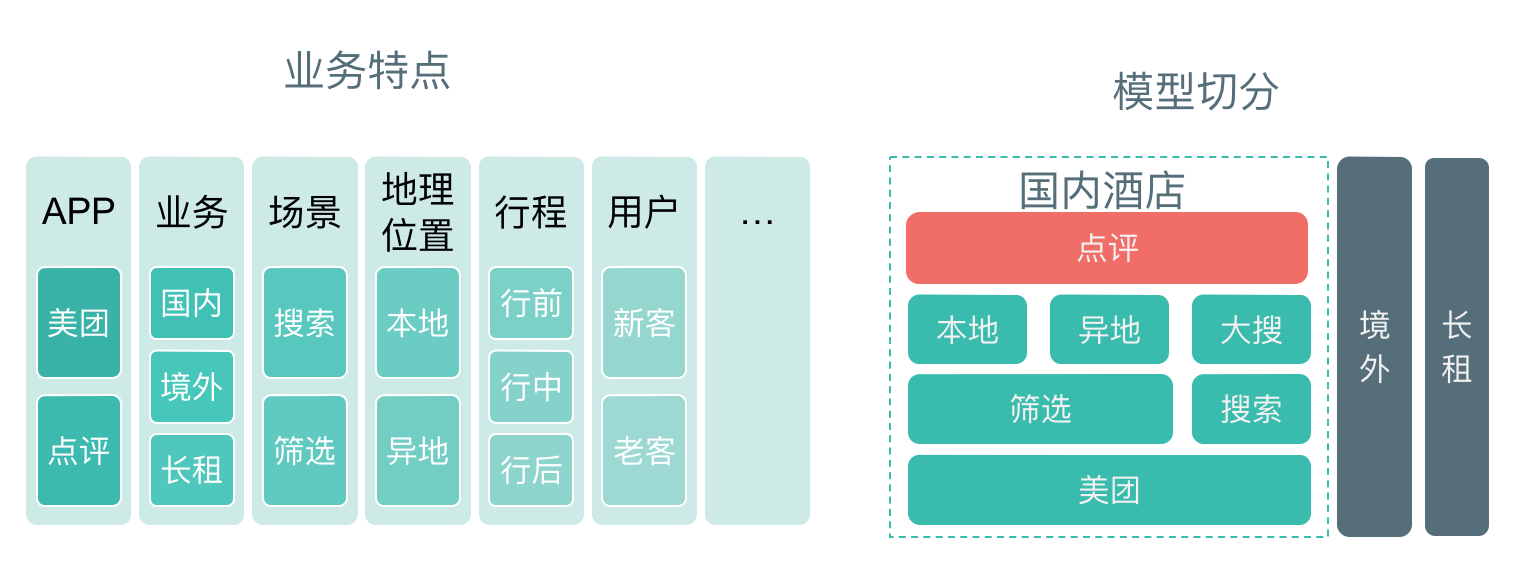 业务特点
APP
美团
点评
业务
国内
境外
长租
场景
搜索
筛选
地理
位置
本地
异地
行程
行前
行中
行后
用户
新客
老客
…
模型切分
国内酒店
点评
本地
异地
大搜
筛选
搜索
美团
境
外
长
租